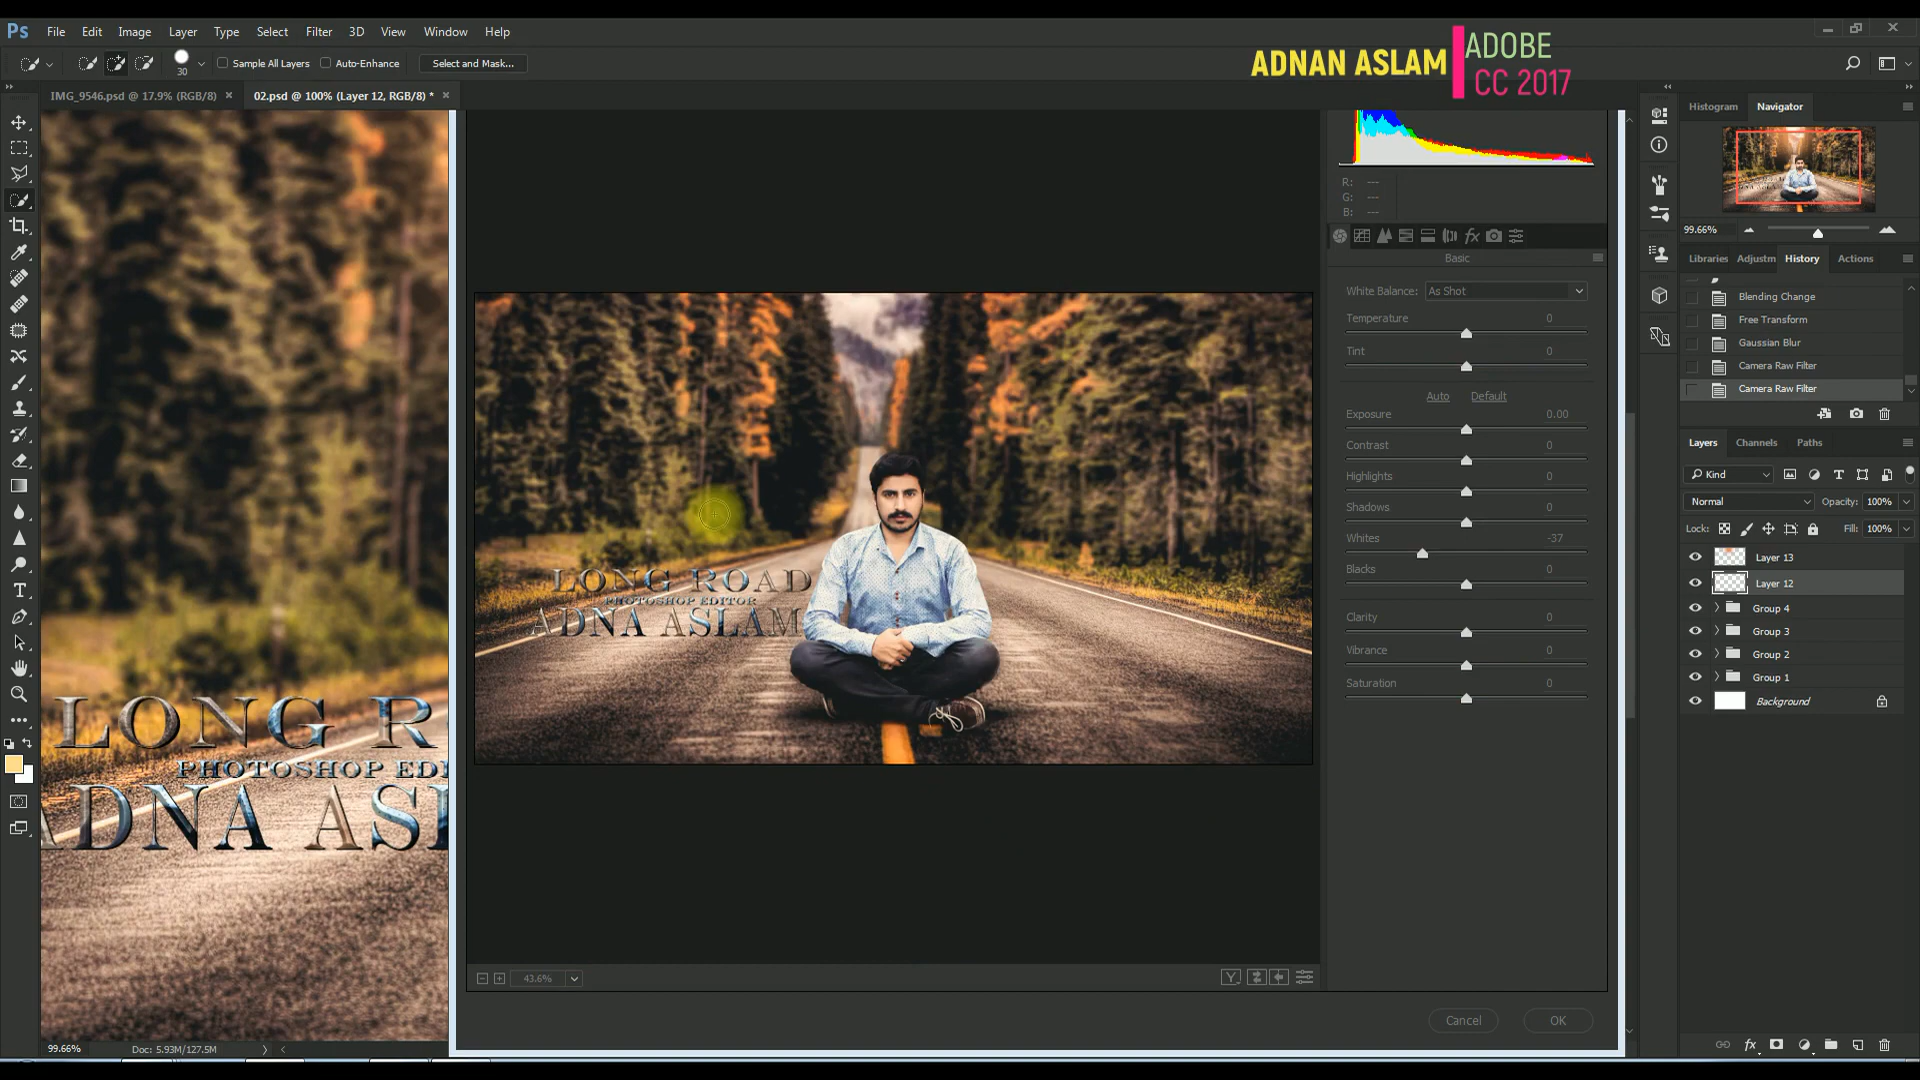 Ps File Edit Image Layer Type Select Filter 3D View Window Help
30 Sample All Layers Auto-Enhance Select and Mask...
ADNAN ASLAM ADOBE
CC 2017
IMG_9546.psd @ 17.9% (RGB/8) × 02.psd @ 100% (Layer 12, RGB/8) * ×
LONG R
PHOTOSHOP EDI
ADNA ASL
99.66% Doc: 5.93M/127.5M
LONG ROAD
PHOTOSHOP EDITOR
ADNA ASLAM
43.6%
R: ---
G: ---
B: ---
Basic
White Balance: As Shot
Temperature 0
Tint 0
Auto Default
Exposure 0.00
Contrast 0
Highlights 0
Shadows 0
Whites -37
Blacks 0
Clarity 0
Vibrance 0
Saturation 0
Cancel OK
Histogram Navigator
99.66%
Libraries Adjustm History Actions
Blending Change
Free Transform
Gaussian Blur
Camera Raw Filter
Camera Raw Filter
Layers Channels Paths
Kind
Normal Opacity: 100%
Lock: Fill: 100%
Layer 13
Layer 12
Group 4
Group 3
Group 2
Group 1
Background